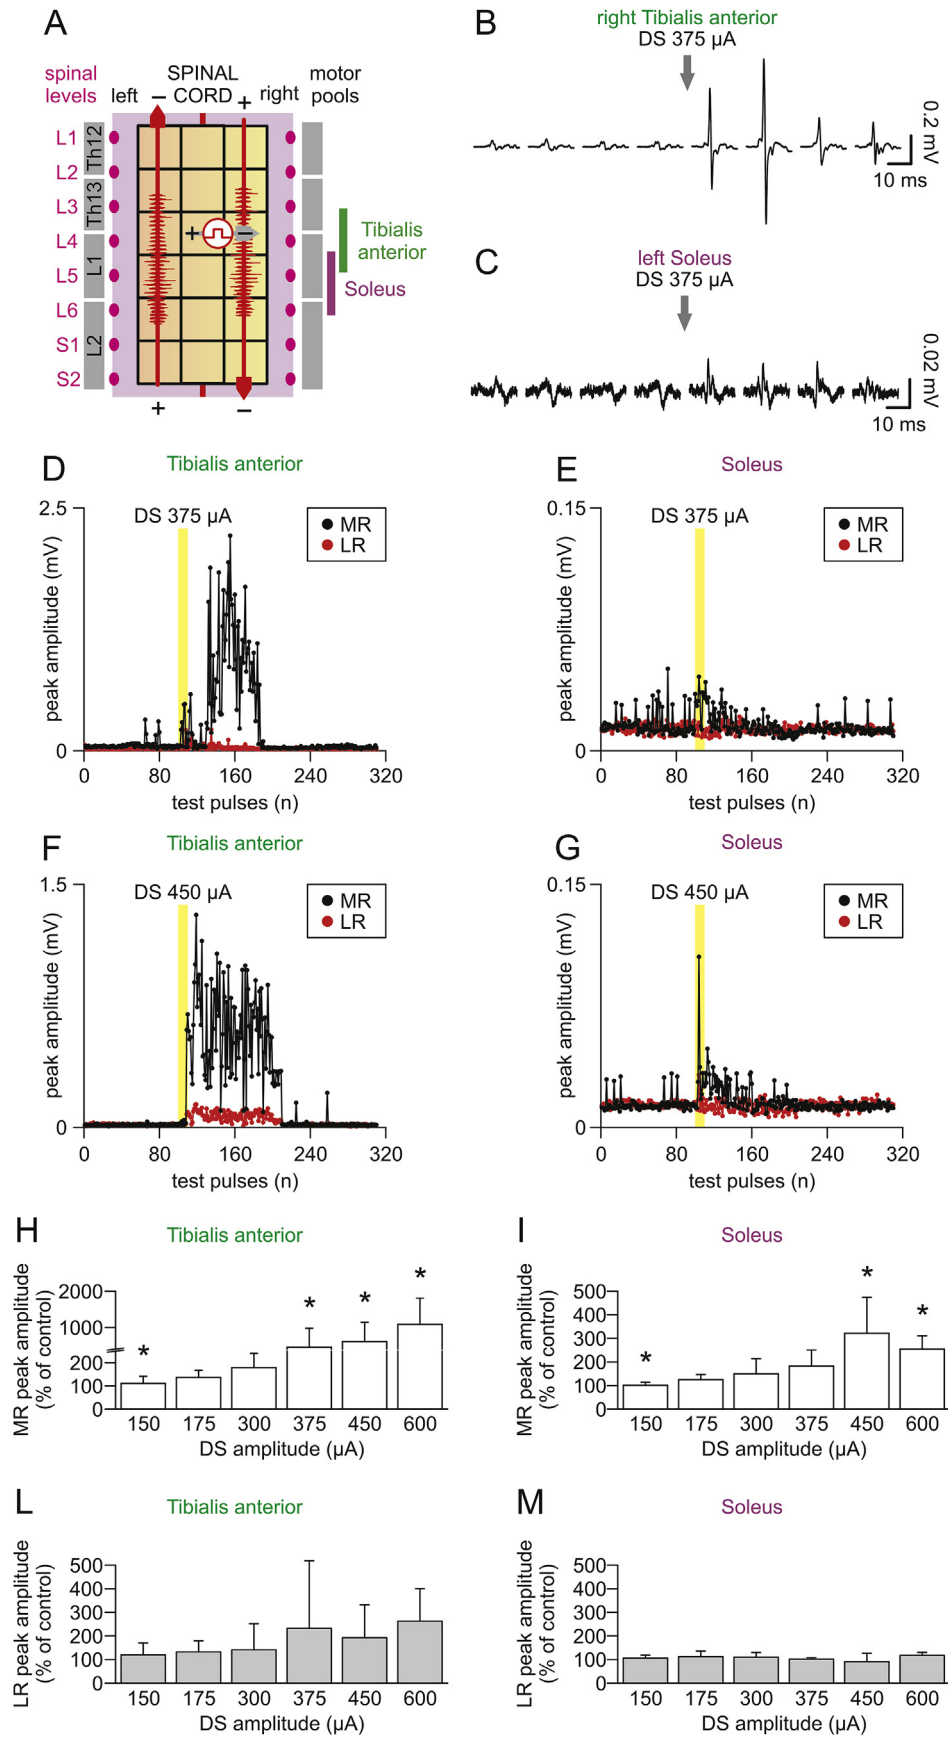 A
spinal
levels
left
SPINAL
CORD
right
motor
pools
− +
L1
L2
L3
L4
L5
L6
S1
S2
Th12
Th13
L1
L2
+ −
Tibialis
anterior
Soleus
+ −
B
right Tibialis anterior
DS 375 µA
0.2 mV
10 ms
C
left Soleus
DS 375 µA
0.02 mV
10 ms
D
Tibialis anterior
2.5
DS 375 µA
MR
LR
peak amplitude (mV)
0
0 80 160 240 320
test pulses (n)
E
Soleus
0.15
DS 375 µA
MR
LR
peak amplitude (mV)
0
0 80 160 240 320
test pulses (n)
F
Tibialis anterior
1.5
DS 450 µA
MR
LR
peak amplitude (mV)
0
0 80 160 240 320
test pulses (n)
G
Soleus
0.15
DS 450 µA
MR
LR
peak amplitude (mV)
0
0 80 160 240 320
test pulses (n)
H
Tibialis anterior
MR peak amplitude
(% of control)
2000
1000
200
100
0
* * * *
150 175 300 375 450 600
DS amplitude (µA)
I
Soleus
MR peak amplitude
(% of control)
500
400
300
200
100
0
* * *
150 175 300 375 450 600
DS amplitude (µA)
L
Tibialis anterior
LR peak amplitude
(% of control)
500
400
300
200
100
0
150 175 300 375 450 600
DS amplitude (µA)
M
Soleus
LR peak amplitude
(% of control)
500
400
300
200
100
0
150 175 300 375 450 600
DS amplitude (µA)